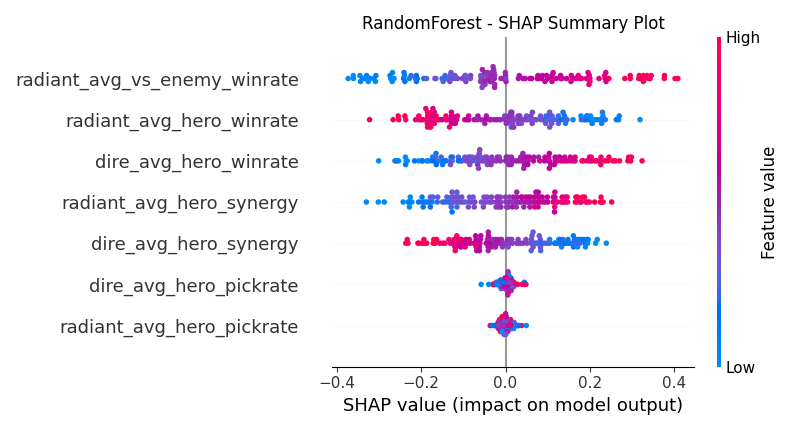 RandomForest - SHAP Summary Plot
High
radiant_avg_vs_enemy_winrate
radiant_avg_hero_winrate
dire_avg_hero_winrate
radiant_avg_hero_synergy
dire_avg_hero_synergy
dire_avg_hero_pickrate
radiant_avg_hero_pickrate
Feature value
Low
−0.4 −0.2 0.0 0.2 0.4
SHAP value (impact on model output)